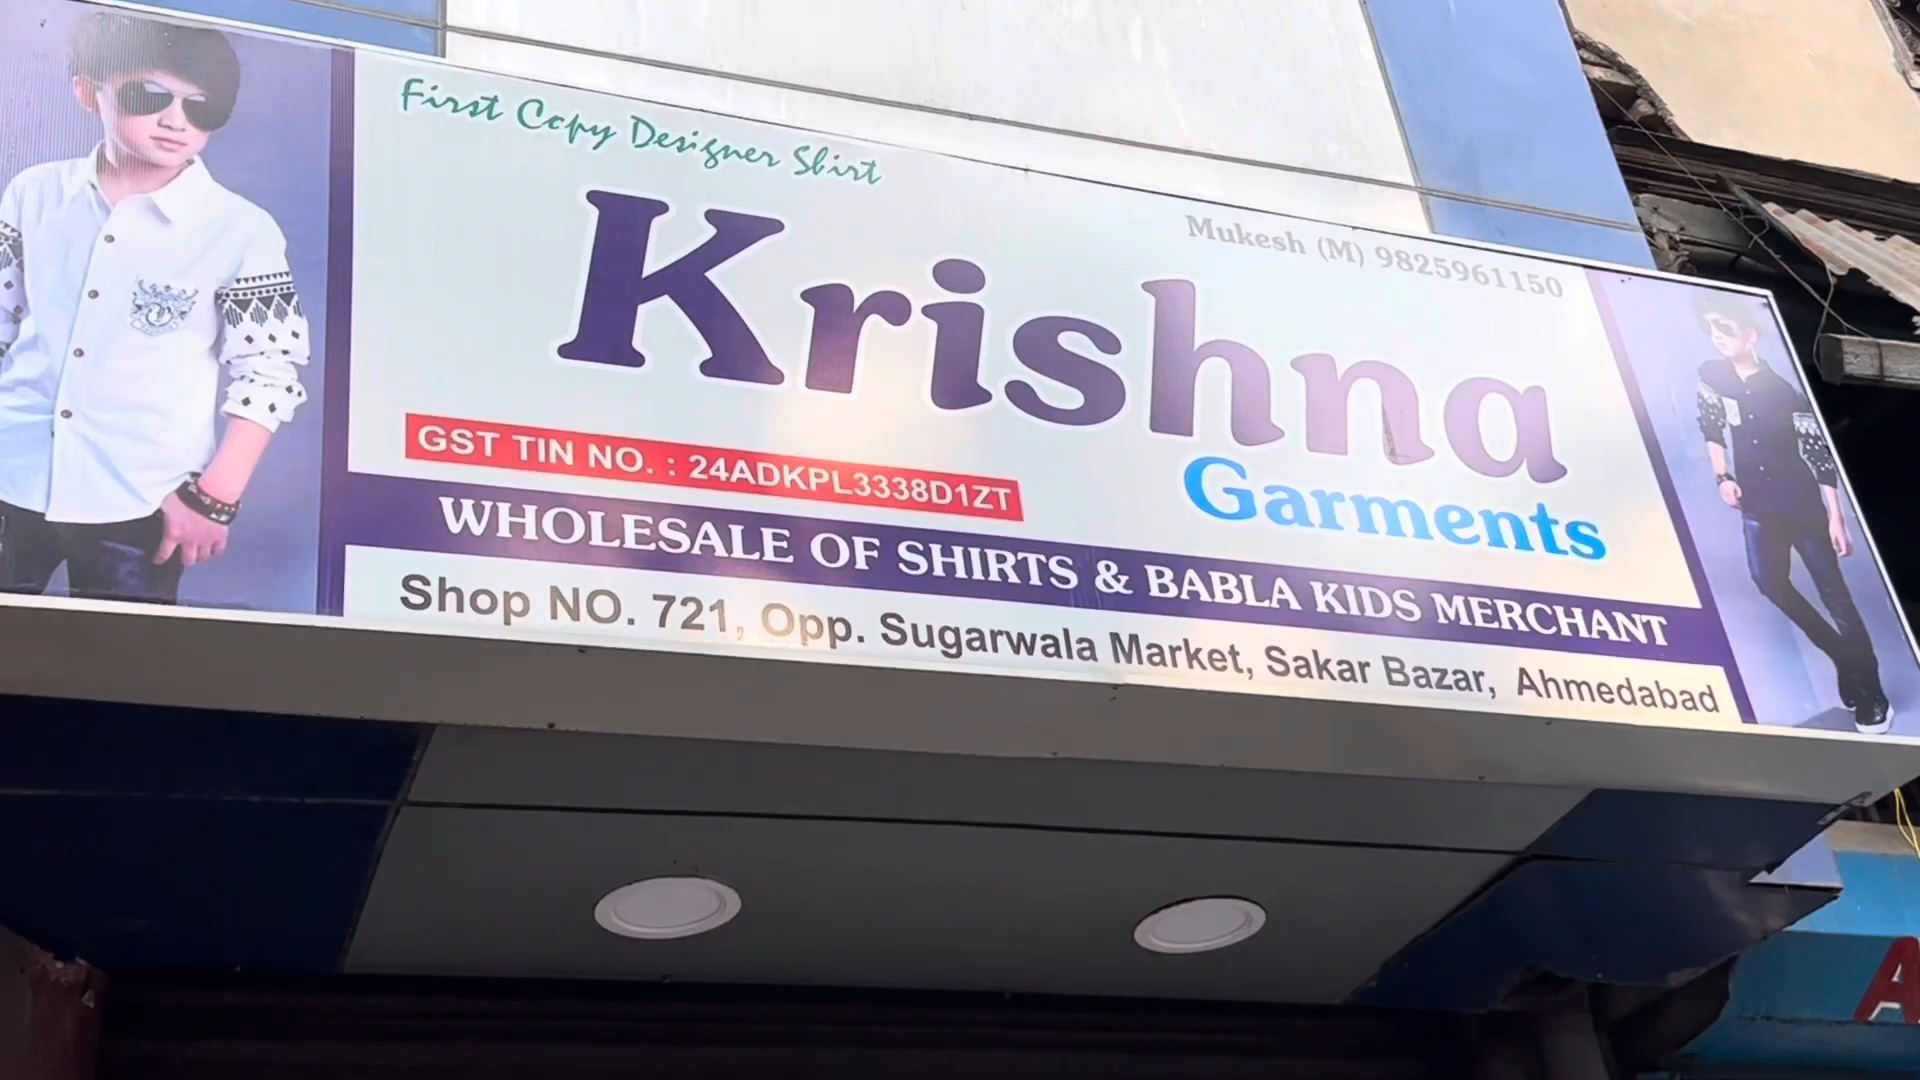 First Copy Designer Shirt
Mukesh (M) 9825961150
Krishna
Garments
GST TIN NO. : 24ADKPL3338D1ZT
WHOLESALE OF SHIRTS & BABLA KIDS MERCHANT
Shop NO. 721, Opp. Sugarwala Market, Sakar Bazar, Ahmedabad